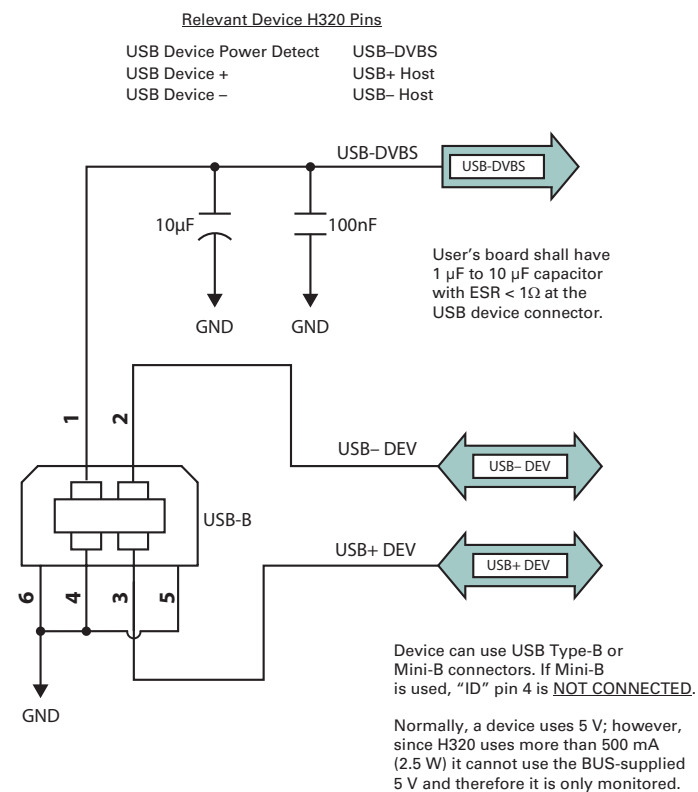 Relevant Device H320 Pins
USB Device Power Detect USB–DVBS
USB Device + USB+ Host
USB Device – USB– Host
USB-DVBS
USB-DVBS
10µF
100nF
User's board shall have
1 µF to 10 µF capacitor
with ESR < 1Ω at the
USB device connector.
GND
GND
1
2
USB– DEV
USB– DEV
USB-B
USB+ DEV
USB+ DEV
6
4
3
5
GND
Device can use USB Type-B or
Mini-B connectors. If Mini-B
is used, “ID” pin 4 is NOT CONNECTED.
Normally, a device uses 5 V; however,
since H320 uses more than 500 mA
(2.5 W) it cannot use the BUS-supplied
5 V and therefore it is only monitored.